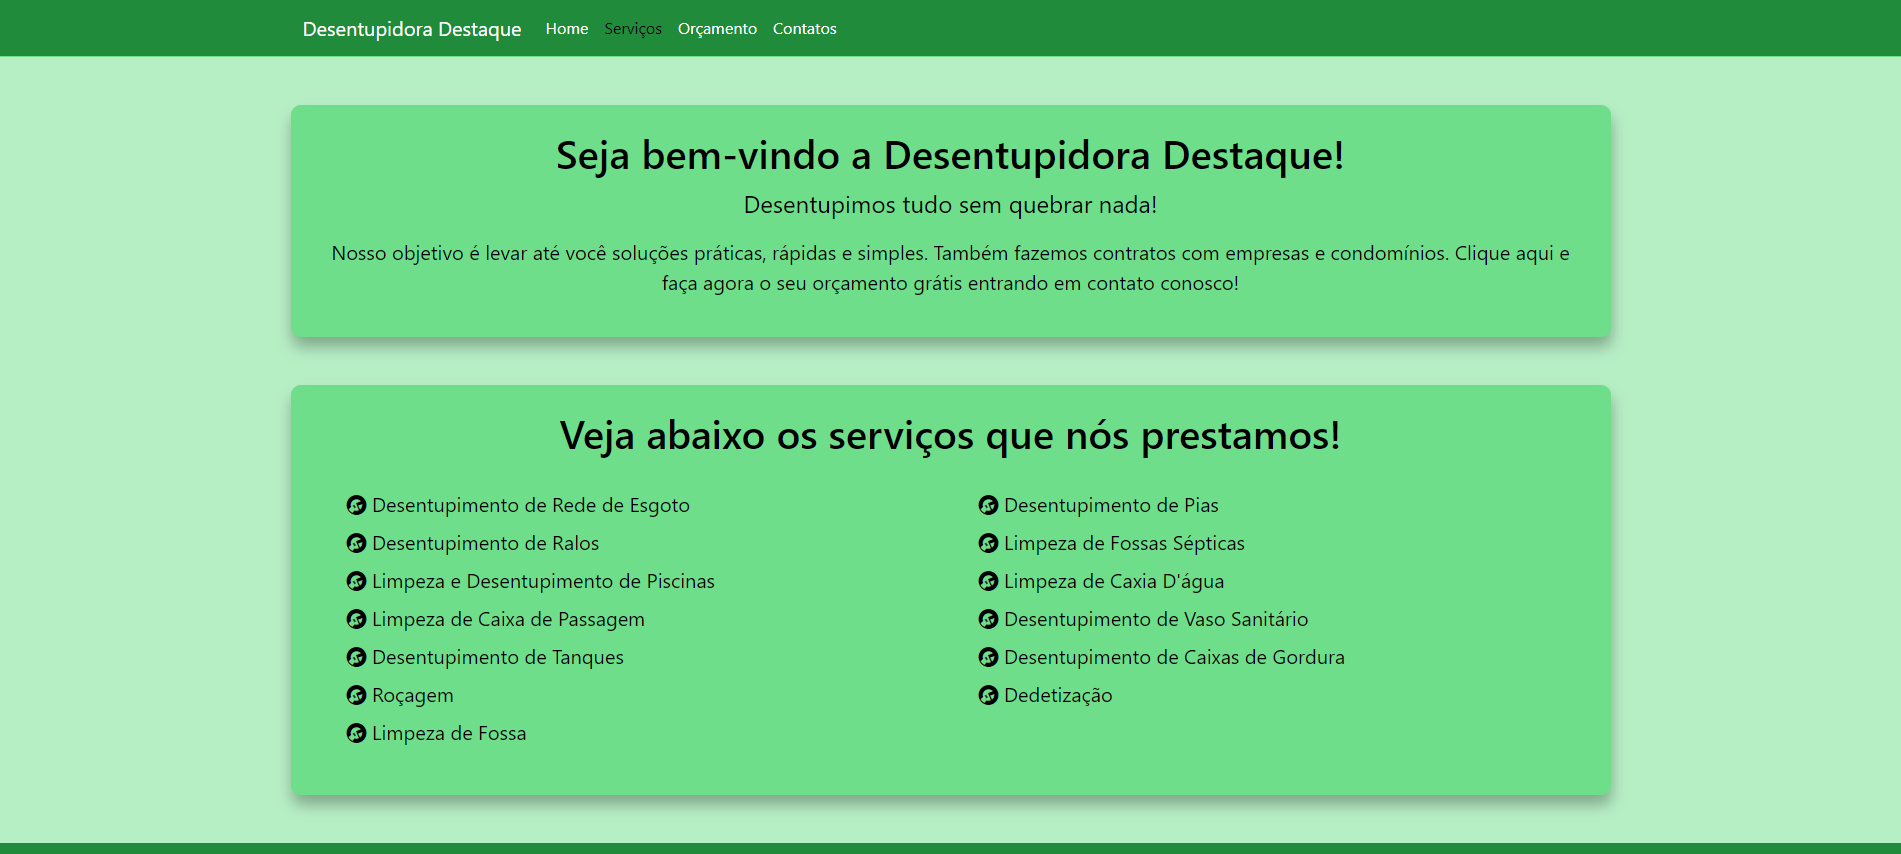 Desentupidora Destaque Home Serviços Orçamento Contatos
Seja bem-vindo a Desentupidora Destaque!
Desentupimos tudo sem quebrar nada!
Nosso objetivo é levar até você soluções práticas, rápidas e simples. Também fazemos contratos com empresas e condomínios. Clique aqui e
faça agora o seu orçamento grátis entrando em contato conosco!
Veja abaixo os serviços que nós prestamos!
Desentupimento de Rede de Esgoto
Desentupimento de Ralos
Limpeza e Desentupimento de Piscinas
Limpeza de Caixa de Passagem
Desentupimento de Tanques
Roçagem
Limpeza de Fossa
Desentupimento de Pias
Limpeza de Fossas Sépticas
Limpeza de Caxia D'água
Desentupimento de Vaso Sanitário
Desentupimento de Caixas de Gordura
Dedetização